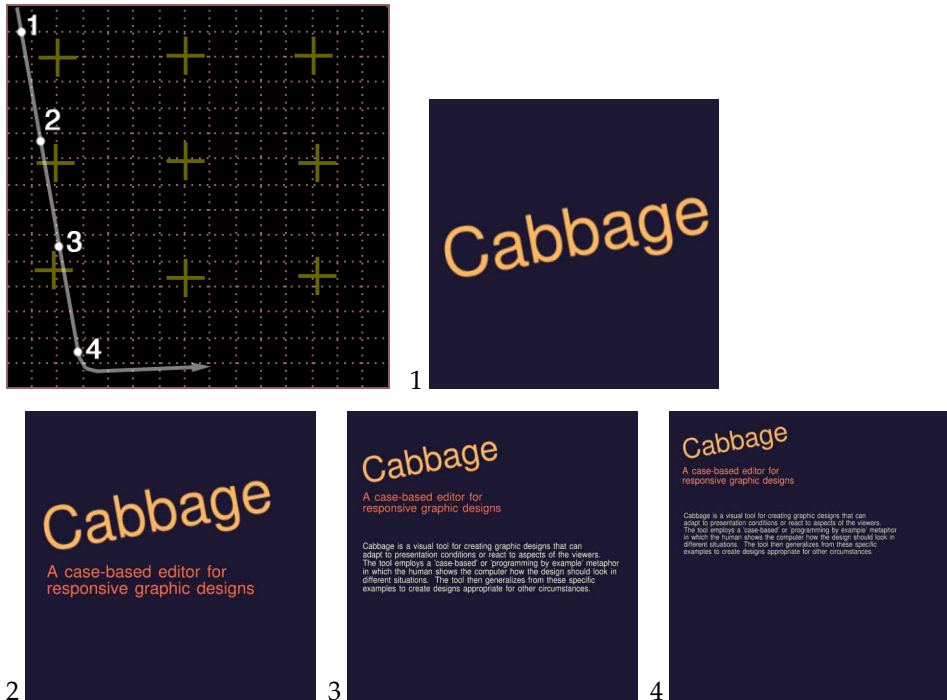 1
2
3
4
1
Cabbage
2
Cabbage
A case-based editor for
responsive graphic designs
3
Cabbage
A case-based editor for
responsive graphic designs
Cabbage is a visual tool for creating graphic designs that can
adapt to presentation conditions or react to aspects of the viewers.
The tool employs a 'case-based' or 'programming by example' metaphor
in which the human shows the computer how the design should look in
different situations. The tool then generalizes from these specific
examples to create designs appropriate for other circumstances.
4
Cabbage
A case-based editor for
responsive graphic designs
Cabbage is a visual tool for creating graphic designs that can
adapt to presentation conditions or react to aspects of the viewers.
The tool employs a 'case-based' or 'programming by example' metaphor
in which the human shows the computer how the design should look in
different situations. The tool then generalizes from these specific
examples to create designs appropriate for other circumstances.